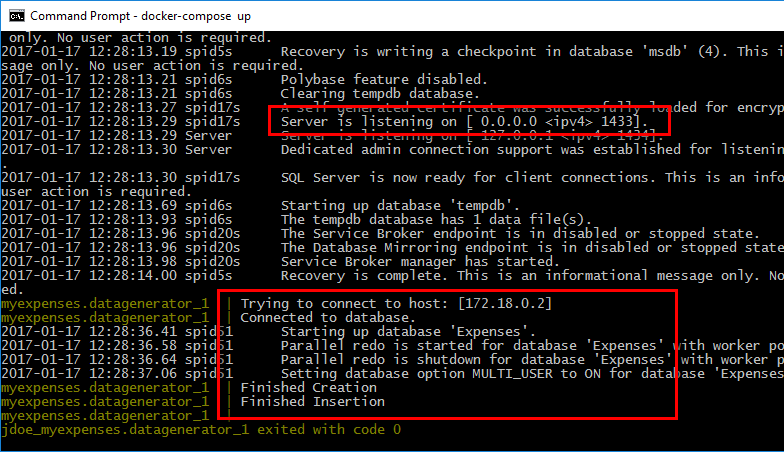 Command Prompt - docker-compose up
only. No user action is required.
2017-01-17 12:28:13.19 spid5s Recovery is writing a checkpoint in database 'msdb' (4). This i
sage only. No user action is required.
2017-01-17 12:28:13.21 spid6s Polybase feature disabled.
2017-01-17 12:28:13.21 spid6s Clearing tempdb database.
2017-01-17 12:28:13.27 spid17s A self-generated certificate was successfully loaded for encryp
2017-01-17 12:28:13.29 spid17s Server is listening on [ 0.0.0.0 <ipv4> 1433].
2017-01-17 12:28:13.29 Server Server is listening on [ 127.0.0.1 <ipv4> 1434].
2017-01-17 12:28:13.30 Server Dedicated admin connection support was established for listenin
.
2017-01-17 12:28:13.30 spid17s SQL Server is now ready for client connections. This is an info
user action is required.
2017-01-17 12:28:13.69 spid6s Starting up database 'tempdb'.
2017-01-17 12:28:13.93 spid6s The tempdb database has 1 data file(s).
2017-01-17 12:28:13.96 spid20s The Service Broker endpoint is in disabled or stopped state.
2017-01-17 12:28:13.96 spid20s The Database Mirroring endpoint is in disabled or stopped state
2017-01-17 12:28:13.98 spid20s Service Broker manager has started.
2017-01-17 12:28:14.00 spid5s Recovery is complete. This is an informational message only. No
ed.
myexpenses.datagenerator_1 | Trying to connect to host: [172.18.0.2]
myexpenses.datagenerator_1 | Connected to database.
2017-01-17 12:28:36.41 spid51 Starting up database 'Expenses'.
2017-01-17 12:28:36.58 spid51 Parallel redo is started for database 'Expenses' with worker po
2017-01-17 12:28:36.64 spid51 Parallel redo is shutdown for database 'Expenses' with worker p
2017-01-17 12:28:37.06 spid51 Setting database option MULTI_USER to ON for database 'Expenses
myexpenses.datagenerator_1 | Finished Creation
myexpenses.datagenerator_1 | Finished Insertion
myexpenses.datagenerator_1 |
jdoe_myexpenses.datagenerator_1 exited with code 0